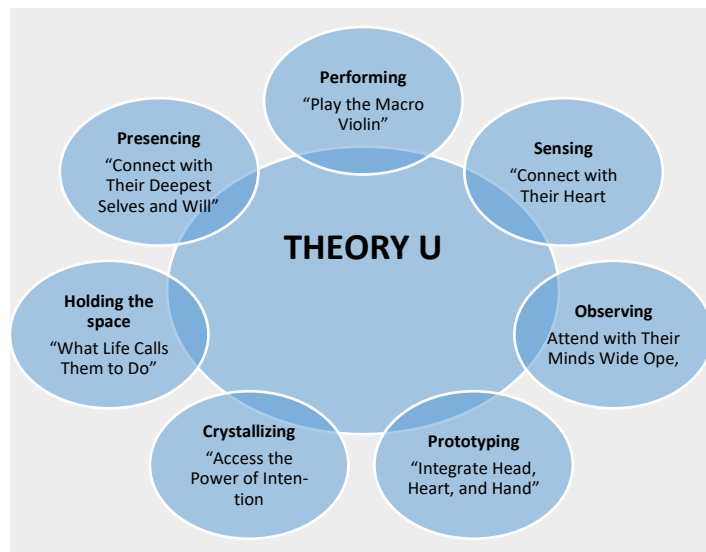 Performing
“Play the Macro
Violin”
Presencing
“Connect with
Their Deepest
Selves and Will”
Sensing
“Connect with
Their Heart
THEORY U
Holding the
space
“What Life Calls
Them to Do”
Observing
Attend with Their
Minds Wide Ope,
Crystallizing
“Access the
Power of Inten-
tion
Prototyping
“Integrate Head,
Heart, and Hand”